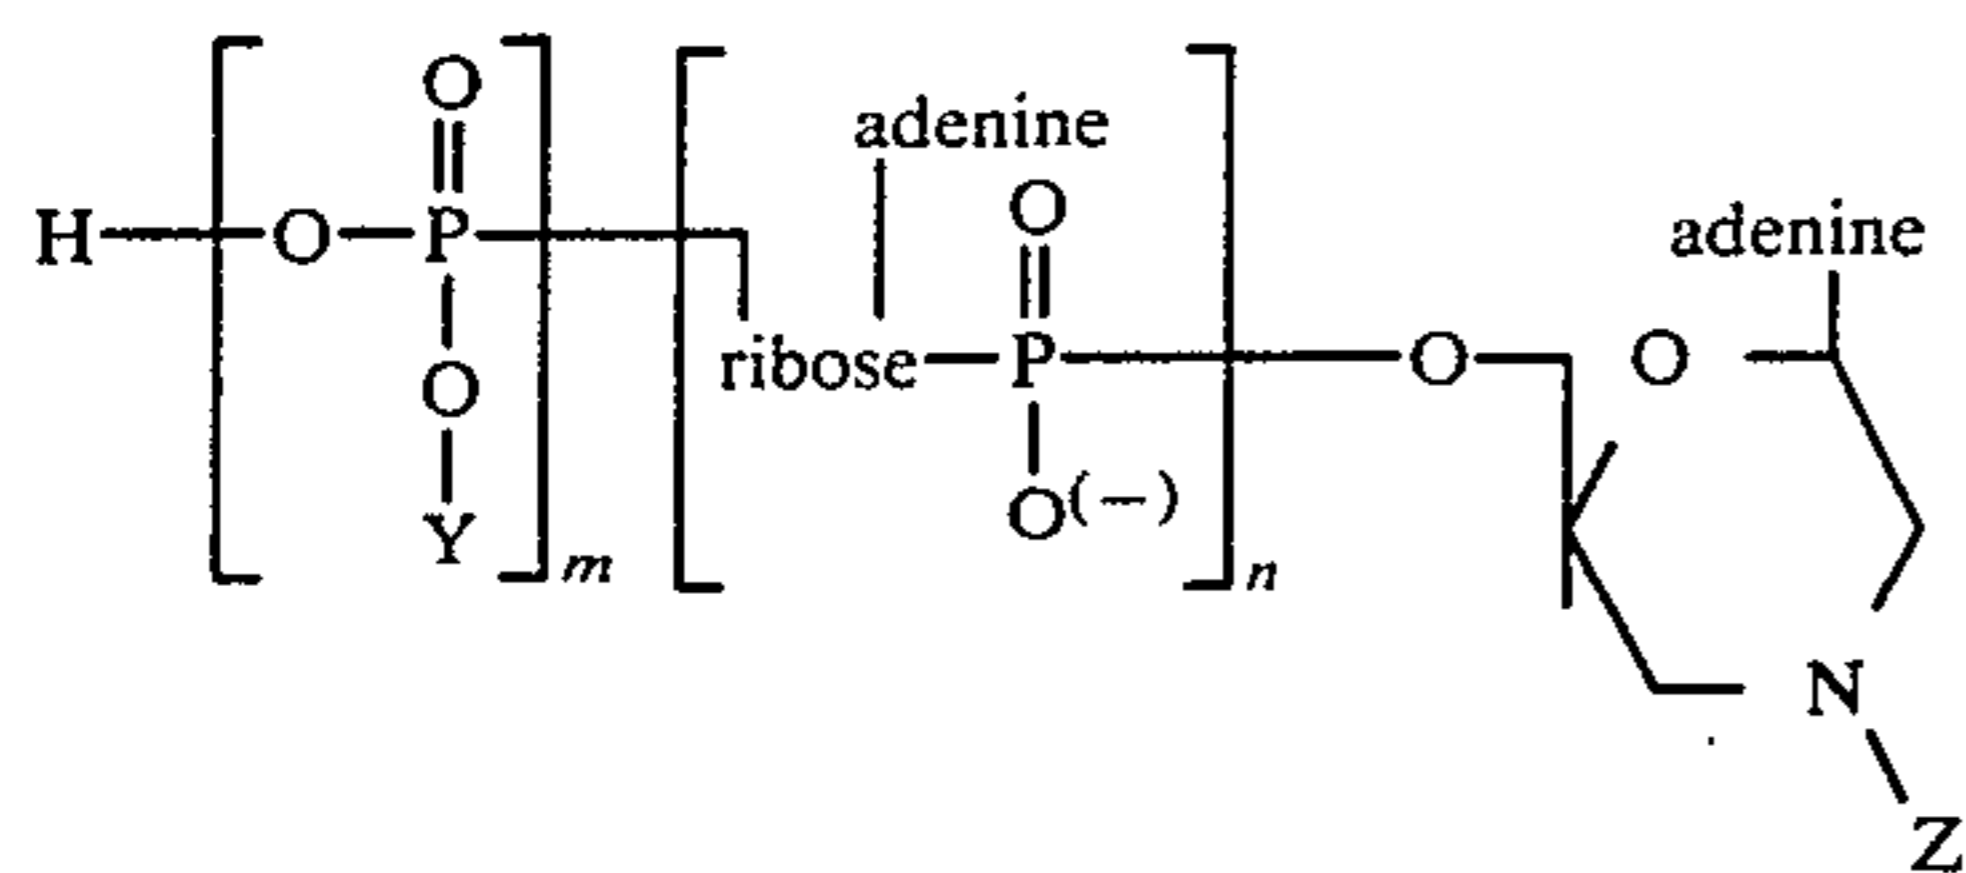 O
adenine
O
adenine
H O P
ribose P O O
O
O(−)
Y
m
n
N
Z